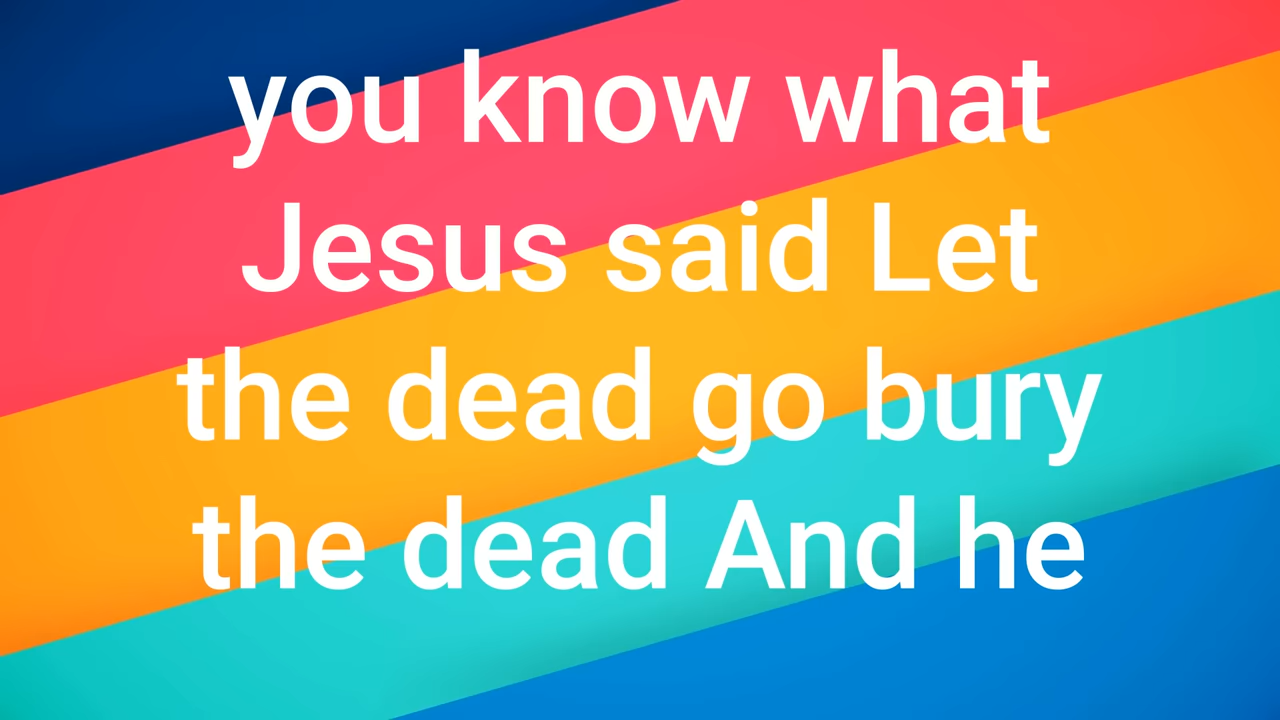 you know what
Jesus said Let
the dead go bury
the dead And he